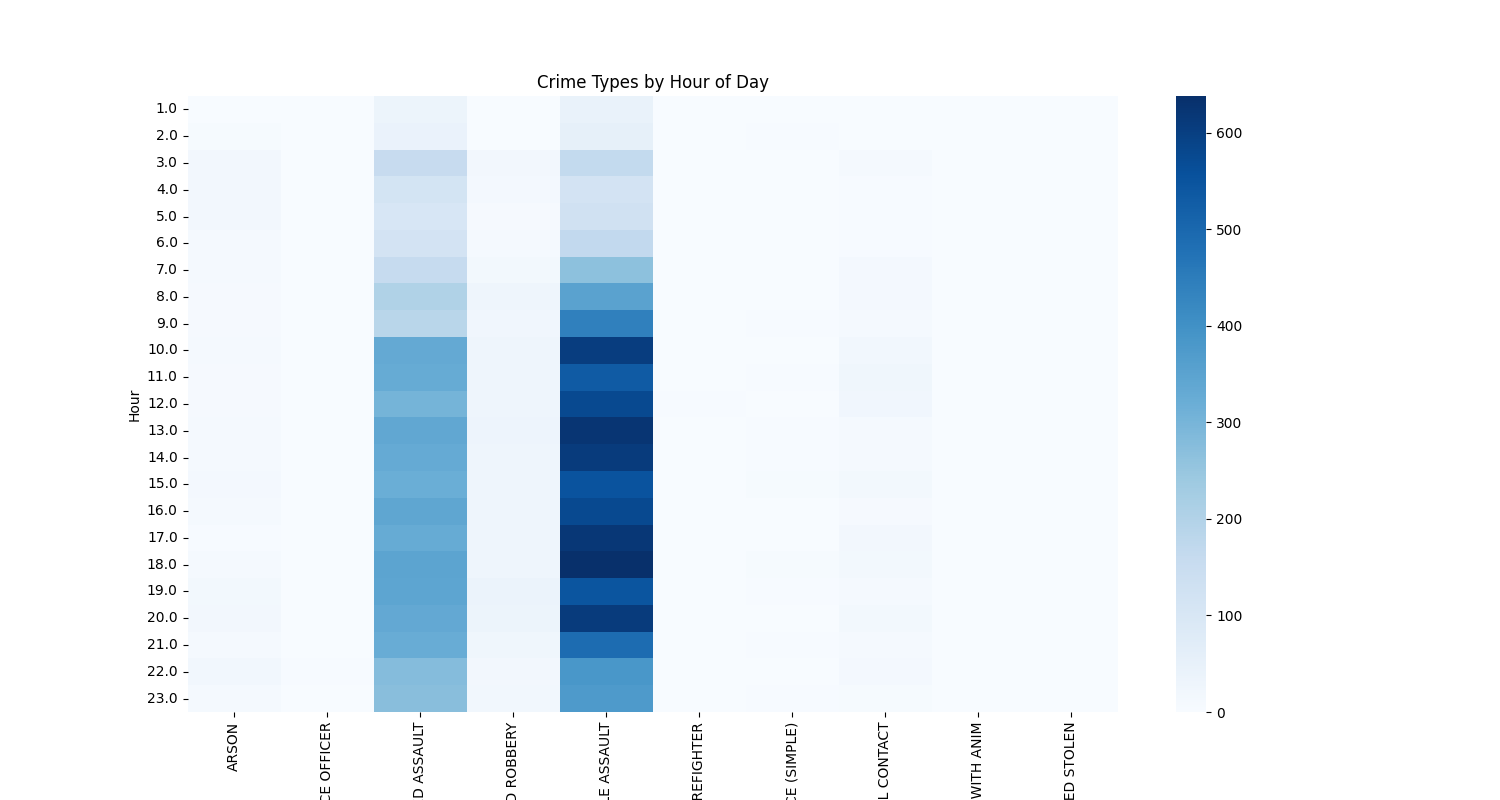 Crime Types by Hour of Day
Hour
1.0
2.0
3.0
4.0
5.0
6.0
7.0
8.0
9.0
10.0
11.0
12.0
13.0
14.0
15.0
16.0
17.0
18.0
19.0
20.0
21.0
22.0
23.0
ARSON
CE OFFICER
D ASSAULT
D ROBBERY
LE ASSAULT
REFIGHTER
CE (SIMPLE)
L CONTACT
WITH ANIM
ED STOLEN
600
500
400
300
200
100
0